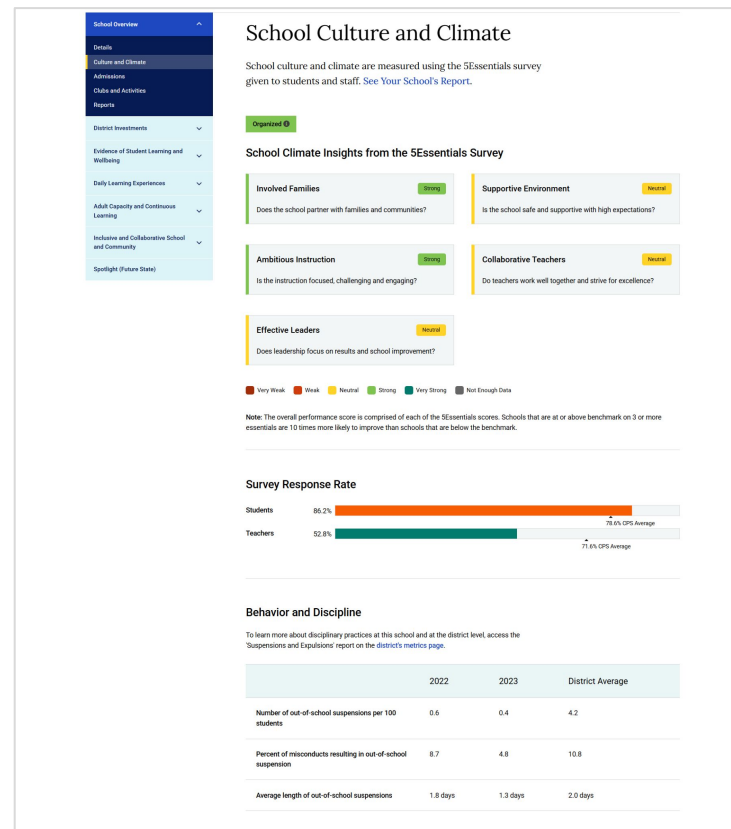 School Overview
Details
Culture and Climate
Admissions
Clubs and Activities
Reports
District Investments
Evidence of Student Learning and
Wellbeing
Daily Learning Experiences
Adult Capacity and Continuous
Learning
Inclusive and Collaborative School
and Community
Spotlight (Future State)
School Culture and Climate
School culture and climate are measured using the 5Essentials survey
given to students and staff. See Your School's Report.
Organized
School Climate Insights from the 5Essentials Survey
Involved Families Strong
Does the school partner with families and communities?
Supportive Environment Neutral
Is the school safe and supportive with high expectations?
Ambitious Instruction Strong
Is the instruction focused, challenging and engaging?
Collaborative Teachers Neutral
Do teachers work well together and strive for excellence?
Effective Leaders Neutral
Does leadership focus on results and school improvement?
Very Weak Weak Neutral Strong Very Strong Not Enough Data
Note: The overall performance score is comprised of each of the 5Essentials scores. Schools that are at or above benchmark on 3 or more
essentials are 10 times more likely to improve than schools that are below the benchmark.
Survey Response Rate
Students 86.2%
78.6% CPS Average
Teachers 52.8%
71.6% CPS Average
Behavior and Discipline
To learn more about disciplinary practices at this school and at the district level, access the
'Suspensions and Expulsions' report on the district's metrics page.
2022 2023 District Average
Number of out-of-school suspensions per 100 0.6 0.4 4.2
students
Percent of misconducts resulting in out-of-school 8.7 4.8 10.8
suspension
Average length of out-of-school suspensions 1.8 days 1.3 days 2.0 days